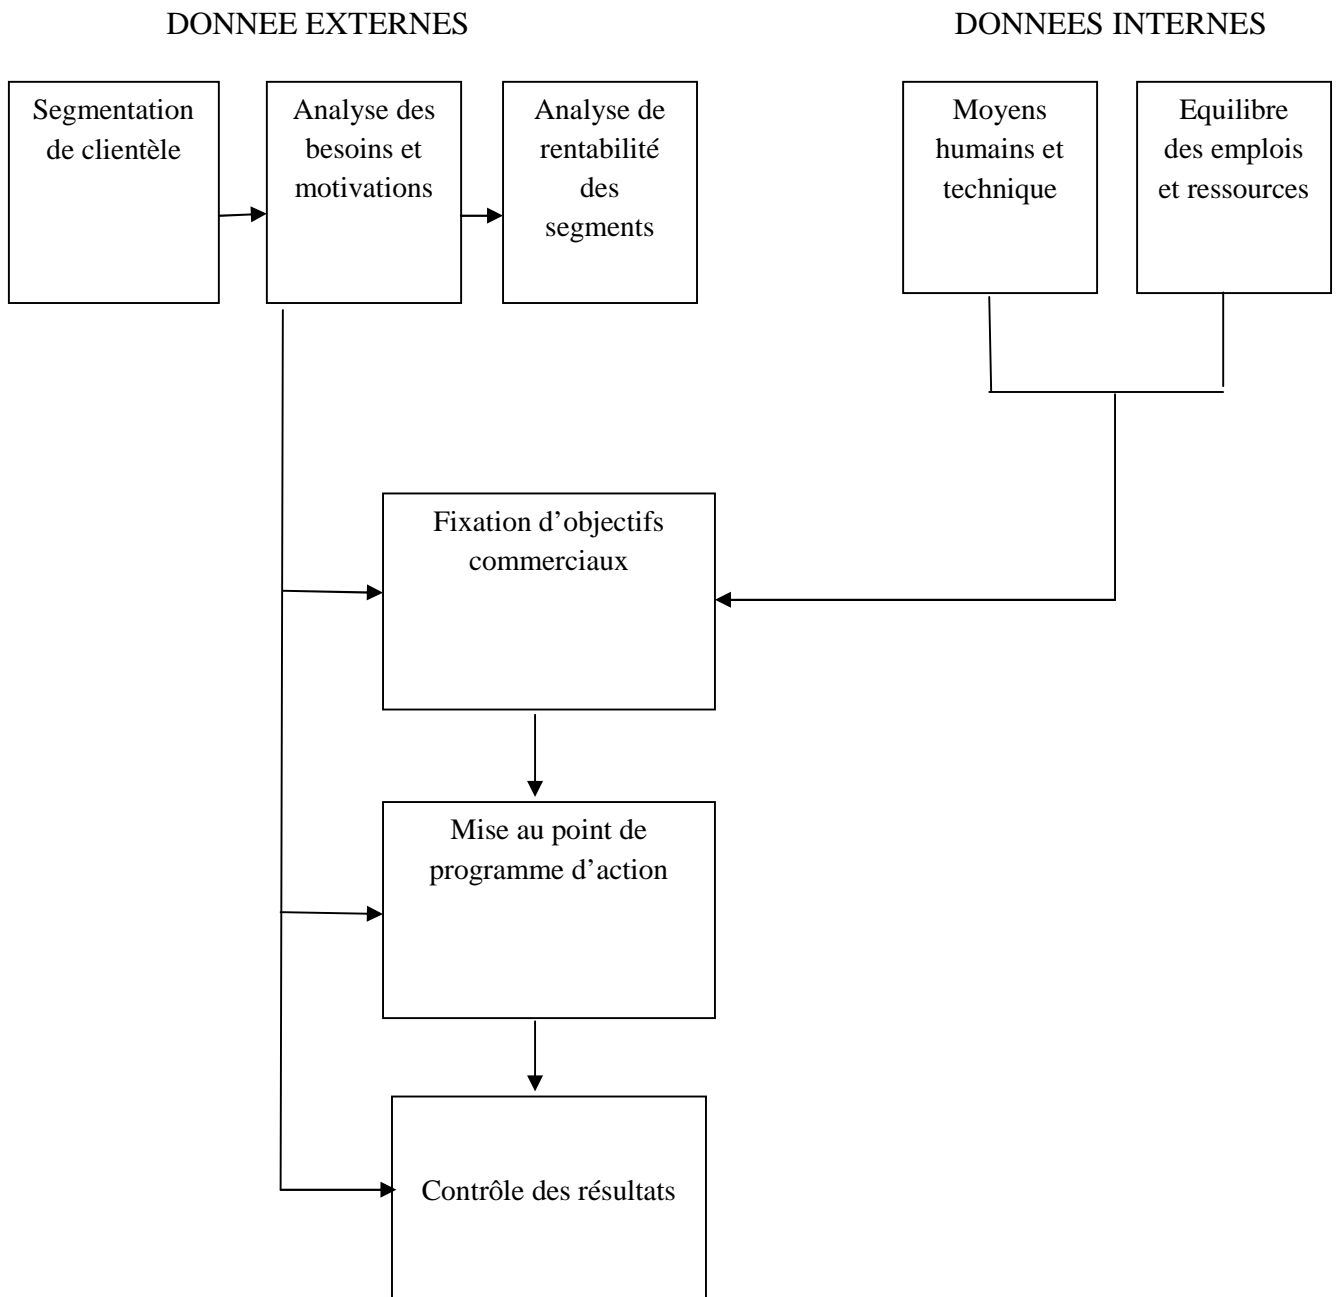 DONNEE EXTERNES
DONNEES INTERNES
Segmentation
de clientèle
Analyse des
besoins et
motivations
Analyse de
rentabilité
des
segments
Moyens
humains et
technique
Equilibre
des emplois
et ressources
Fixation d’objectifs
commerciaux
Mise au point de
programme d’action
Contrôle des résultats